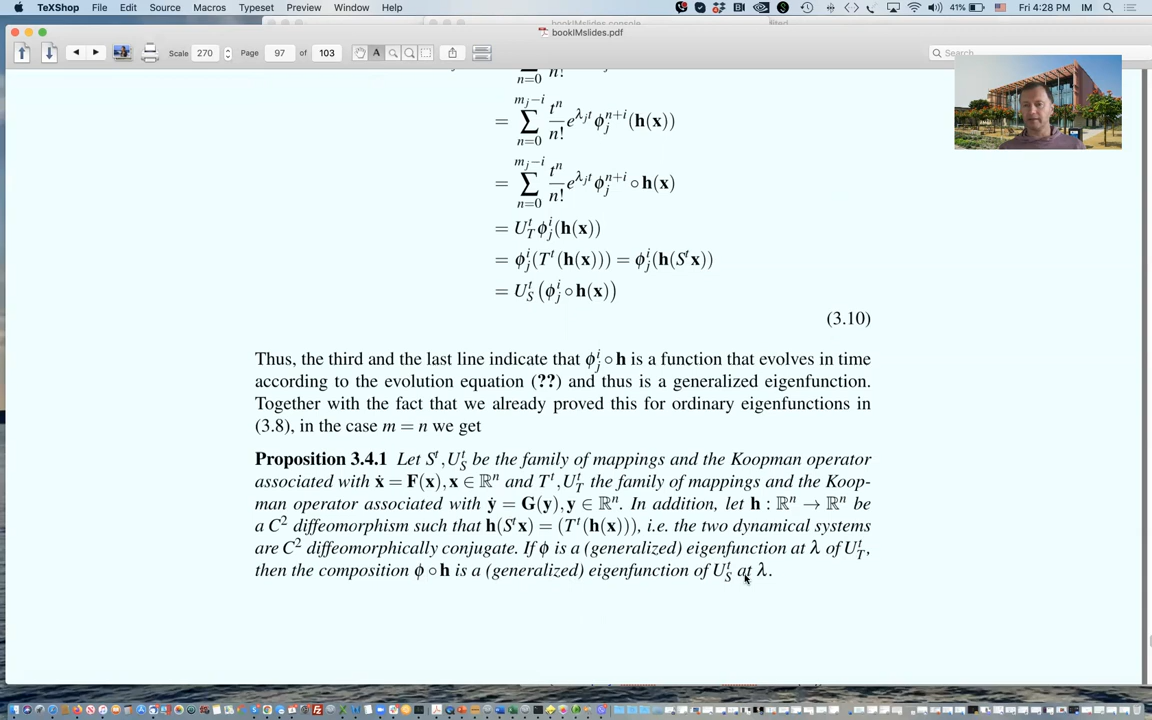 TeXShop File Edit Source Macros Typeset Preview Window Help 41% Fri 4:28 PM IM
bookIMslides.pdf
Scale 270 Page 97 of 103 Search
n=0 n!
= \sum_{n=0}^{m_j-i} \frac{t^n}{n!} e^{λ_j t} ϕ_j^{n+i}(h(x))
= \sum_{n=0}^{m_j-i} \frac{t^n}{n!} e^{λ_j t} ϕ_j^{n+i} ∘ h(x)
= U_T^t ϕ_j^i(h(x))
= ϕ_j^i(T^t(h(x))) = ϕ_j^i(h(S^t x))
= U_S^t (ϕ_j^i ∘ h(x))
(3.10)
Thus, the third and the last line indicate that ϕ_j^i ∘ h is a function that evolves in time
according to the evolution equation (??) and thus is a generalized eigenfunction.
Together with the fact that we already proved this for ordinary eigenfunctions in
(3.8), in the case m = n we get
Proposition 3.4.1 Let S^t, U_S^t be the family of mappings and the Koopman operator
associated with ẋ = F(x), x ∈ ℝ^n and T^t, U_T^t the family of mappings and the Koop-
man operator associated with ẏ = G(y), y ∈ ℝ^n. In addition, let h : ℝ^n → ℝ^n be
a C^2 diffeomorphism such that h(S^t x) = (T^t(h(x))), i.e. the two dynamical systems
are C^2 diffeomorphically conjugate. If ϕ is a (generalized) eigenfunction at λ of U_T^t,
then the composition ϕ ∘ h is a (generalized) eigenfunction of U_S^t at λ.